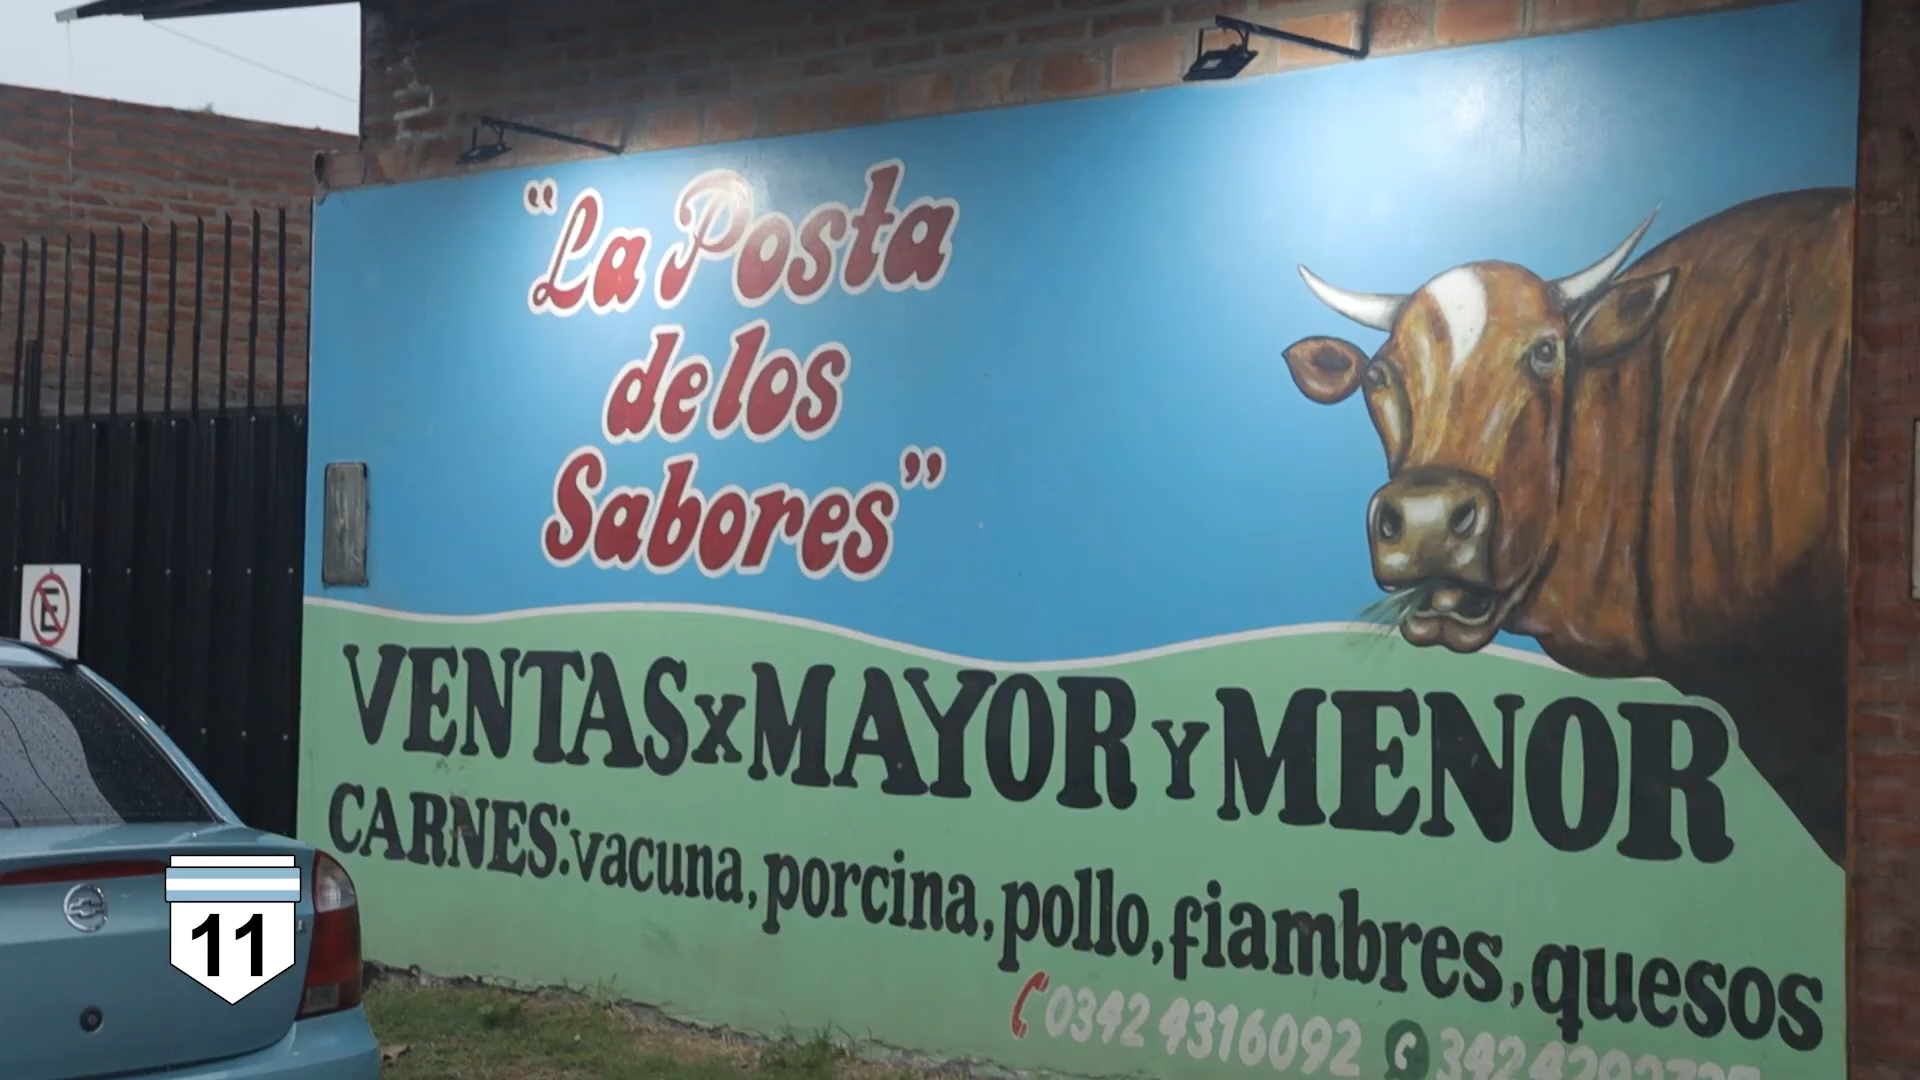 "La Posta
de los
Sabores"
VENTAS x MAYOR Y MENOR
CARNES: vacuna, porcina, pollo, fiambres, quesos
0342 4316092
E
11